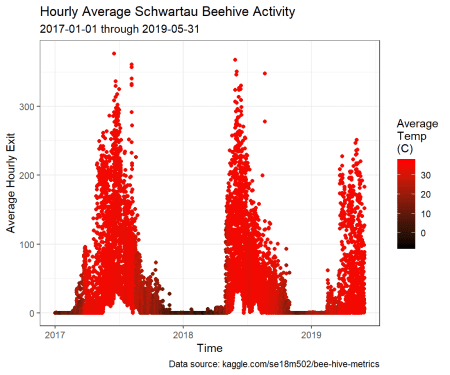 Hourly Average Schwartau Beehive Activity
2017-01-01 through 2019-05-31
Average Hourly Exit
300
200
100
0
2017
2018
2019
Time
Average
Temp
(C)
30
20
10
0
Data source: kaggle.com/se18m502/bee-hive-metrics